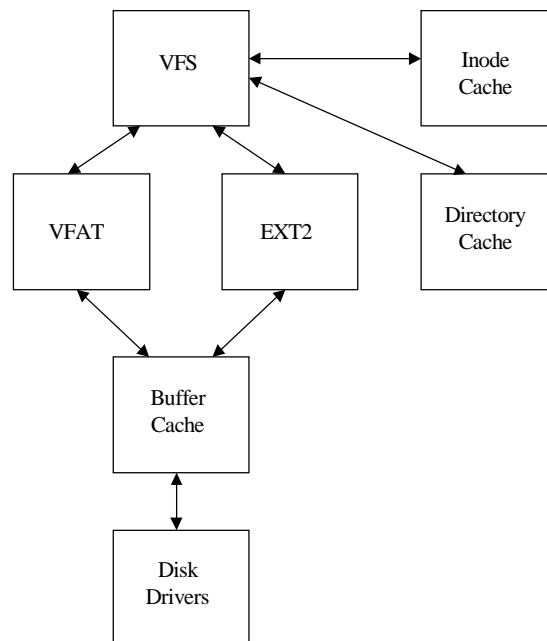 VFS
Inode
Cache
VFAT
EXT2
Directory
Cache
Buffer
Cache
Disk
Drivers